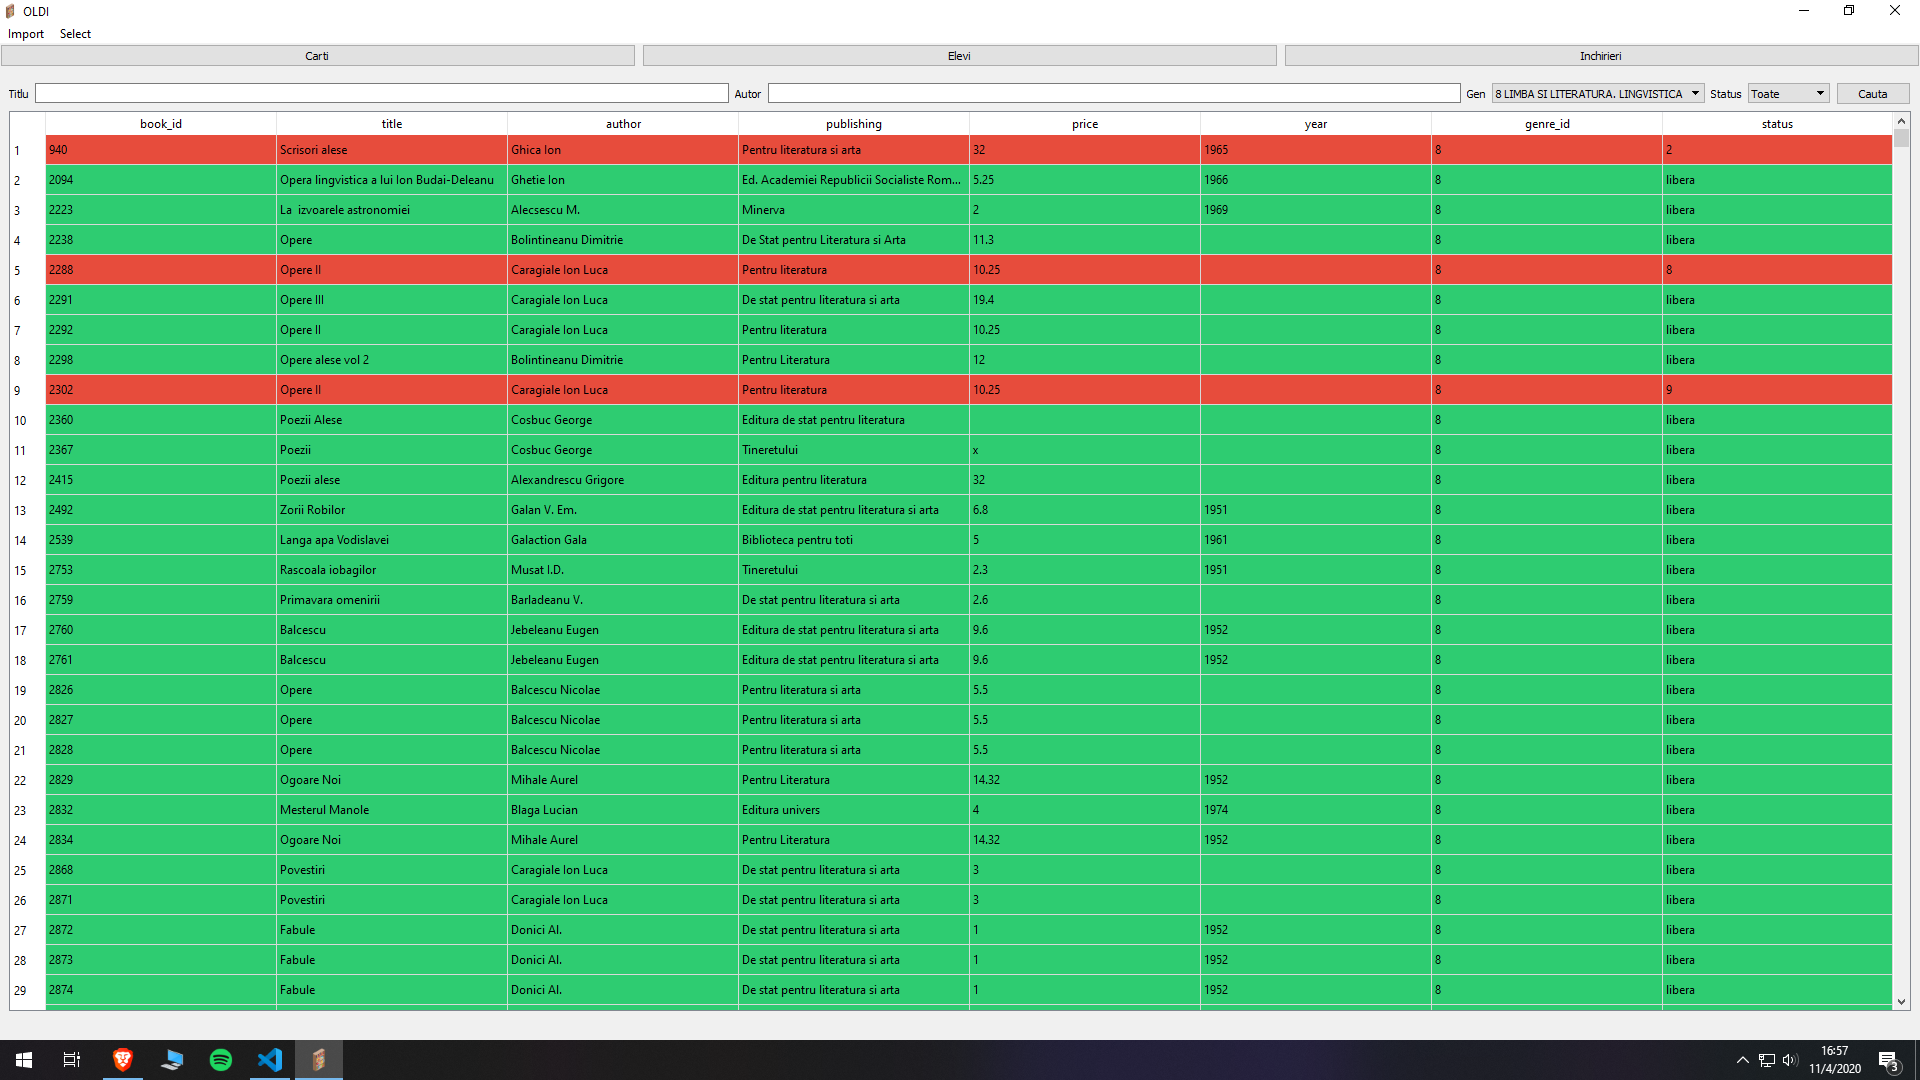 OLDI
Import Select
Carti Elevi Inchirieri
Titlu Autor Gen 8 LIMBA SI LITERATURA. LINGVISTICA Status Toate Cauta
book_id title author publishing price year genre_id status
1 940 Scrisori alese Ghica Ion Pentru literatura si arta 32 1965 8 2
2 2094 Opera lingvistica a lui Ion Budai-Deleanu Ghetie Ion Ed. Academiei Republicii Socialiste Rom... 5.25 1966 8 libera
3 2223 La  izvoarele astronomiei Alecsescu M. Minerva 2 1969 8 libera
4 2238 Opere Bolintineanu Dimitrie De Stat pentru Literatura si Arta 11.3 8 libera
5 2288 Opere II Caragiale Ion Luca Pentru literatura 10.25 8 8
6 2291 Opere III Caragiale Ion Luca De stat pentru literatura si arta 19.4 8 libera
7 2292 Opere II Caragiale Ion Luca Pentru literatura 10.25 8 libera
8 2298 Opere alese vol 2 Bolintineanu Dimitrie Pentru Literatura 12 8 libera
9 2302 Opere II Caragiale Ion Luca Pentru literatura 10.25 8 9
10 2360 Poezii Alese Cosbuc George Editura de stat pentru literatura 8 libera
11 2367 Poezii Cosbuc George Tineretului x 8 libera
12 2415 Poezii alese Alexandrescu Grigore Editura pentru literatura 32 8 libera
13 2492 Zorii Robilor Galan V. Em. Editura de stat pentru literatura si arta 6.8 1951 8 libera
14 2539 Langa apa Vodislavei Galaction Gala Biblioteca pentru toti 5 1961 8 libera
15 2753 Rascoala iobagilor Musat I.D. Tineretului 2.3 1951 8 libera
16 2759 Primavara omenirii Barladeanu V. De stat pentru literatura si arta 2.6 8 libera
17 2760 Balcescu Jebeleanu Eugen Editura de stat pentru literatura si arta 9.6 1952 8 libera
18 2761 Balcescu Jebeleanu Eugen Editura de stat pentru literatura si arta 9.6 1952 8 libera
19 2826 Opere Balcescu Nicolae Pentru literatura si arta 5.5 8 libera
20 2827 Opere Balcescu Nicolae Pentru literatura si arta 5.5 8 libera
21 2828 Opere Balcescu Nicolae Pentru literatura si arta 5.5 8 libera
22 2829 Ogoare Noi Mihale Aurel Pentru Literatura 14.32 1952 8 libera
23 2832 Mesterul Manole Blaga Lucian Editura univers 4 1974 8 libera
24 2834 Ogoare Noi Mihale Aurel Pentru Literatura 14.32 1952 8 libera
25 2868 Povestiri Caragiale Ion Luca De stat pentru literatura si arta 3 8 libera
26 2871 Povestiri Caragiale Ion Luca De stat pentru literatura si arta 3 8 libera
27 2872 Fabule Donici Al. De stat pentru literatura si arta 1 1952 8 libera
28 2873 Fabule Donici Al. De stat pentru literatura si arta 1 1952 8 libera
29 2874 Fabule Donici Al. De stat pentru literatura si arta 1 1952 8 libera
16:57
11/4/2020
3